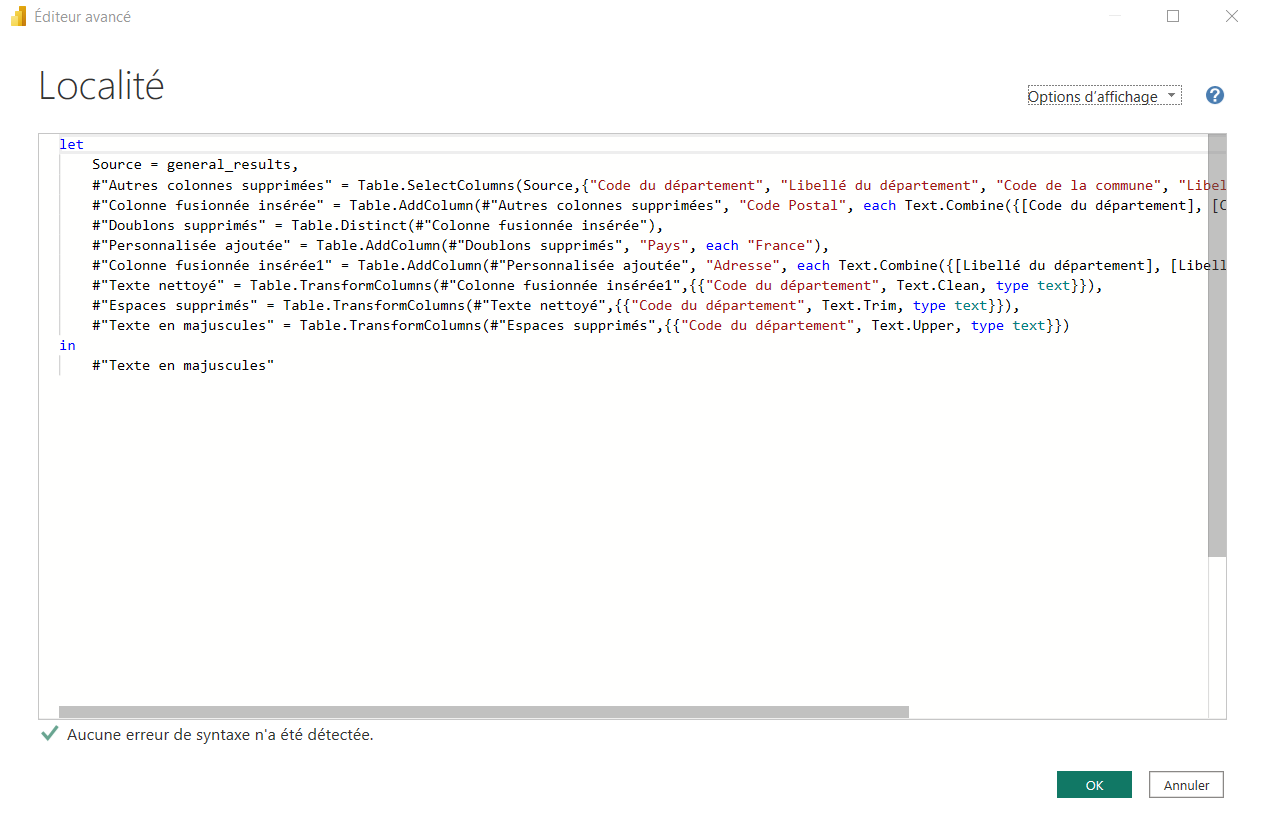 Éditeur avancé
Localité
Options d'affichage
let
Source = general_results,
#"Autres colonnes supprimées" = Table.SelectColumns(Source,{"Code du département", "Libellé du département", "Code de la commune", "Libel
#"Colonne fusionnée insérée" = Table.AddColumn(#"Autres colonnes supprimées", "Code Postal", each Text.Combine({[Code du département], [C
#"Doublons supprimés" = Table.Distinct(#"Colonne fusionnée insérée"),
#"Personnalisée ajoutée" = Table.AddColumn(#"Doublons supprimés", "Pays", each "France"),
#"Colonne fusionnée insérée1" = Table.AddColumn(#"Personnalisée ajoutée", "Adresse", each Text.Combine({[Libellé du département], [Libell
#"Texte nettoyé" = Table.TransformColumns(#"Colonne fusionnée insérée1",{{"Code du département", Text.Clean, type text}}),
#"Espaces supprimés" = Table.TransformColumns(#"Texte nettoyé",{{"Code du département", Text.Trim, type text}}),
#"Texte en majuscules" = Table.TransformColumns(#"Espaces supprimés",{{"Code du département", Text.Upper, type text}})
in
#"Texte en majuscules"
Aucune erreur de syntaxe n'a été détectée.
OK
Annuler